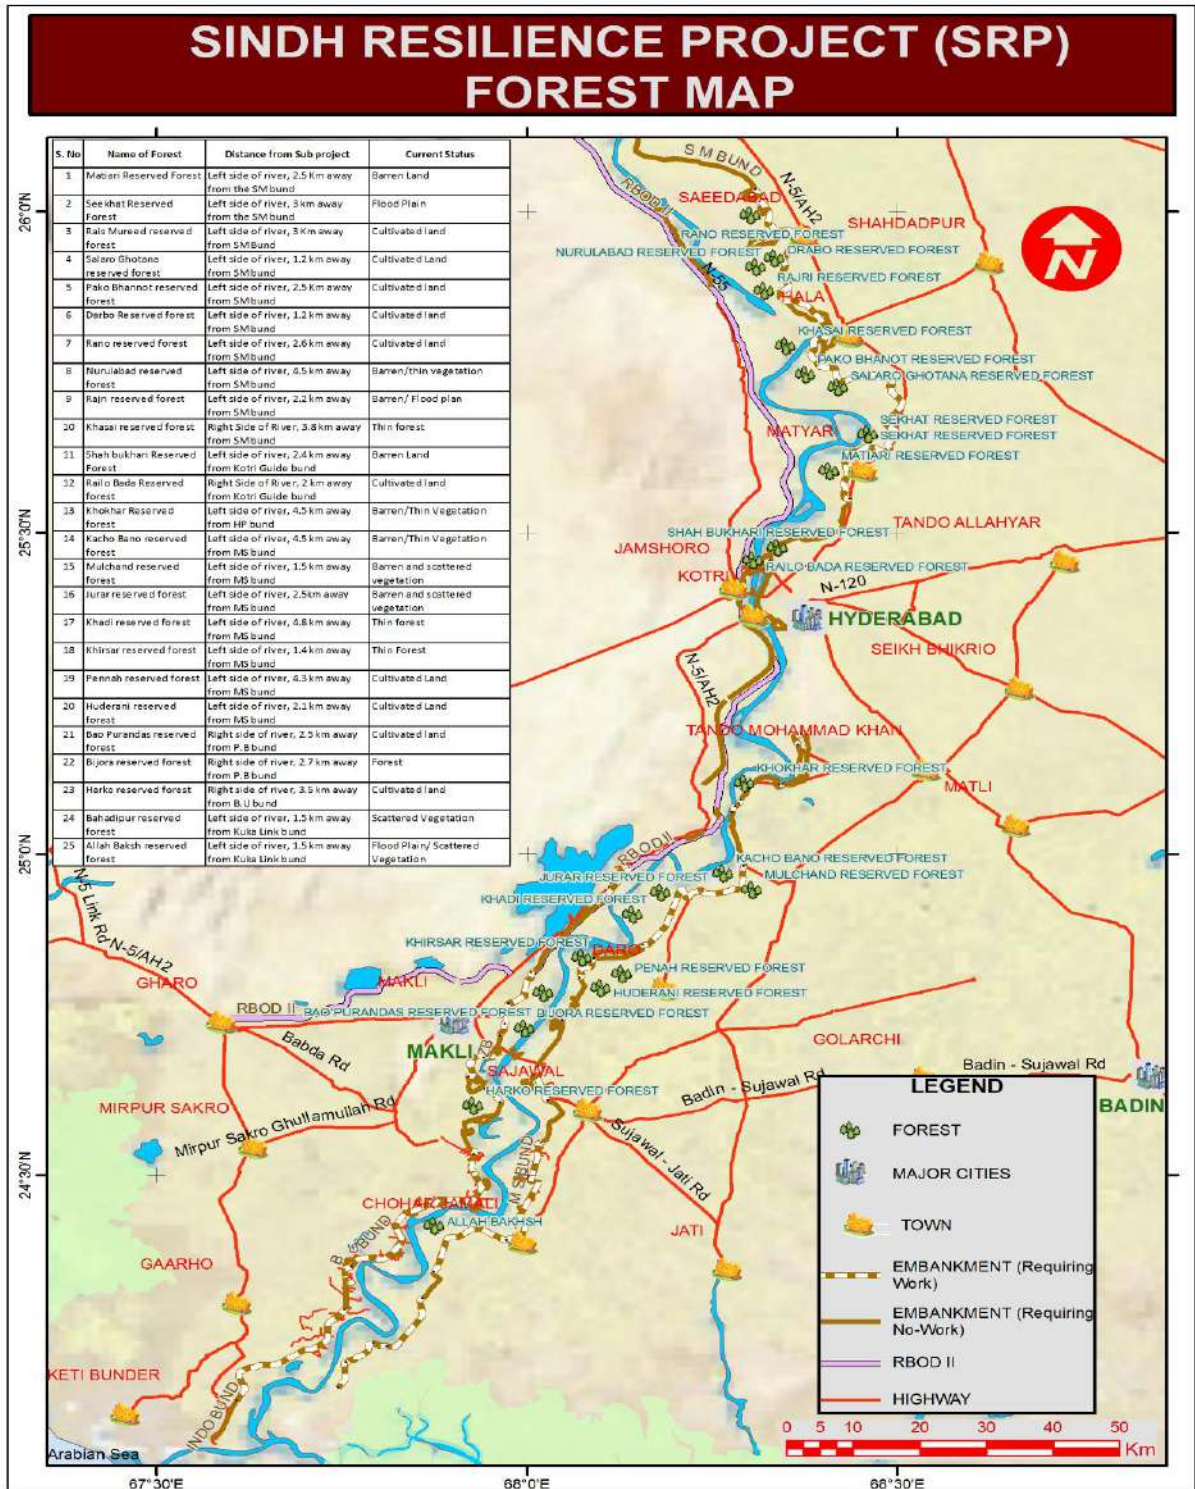 SINDH RESILIENCE PROJECT (SRP)
FOREST MAP
S. No Name of Forest Distance from Sub project Current Status
1 Matiari Reserved Forest Left side of river, 2.5 Km away Barren Land
from the SM bund
2 Seekhat Reserved Left side of river, 3 km away Flood Plain
Forest from the SM bund
3 Rais Mureed reserved Left side of river, 3 Km away Cultivated land
forest from SM Bund
4 Salaro Ghotana Left side of river, 1.2 km away Cultivated Land
reserved forest from SM bund
5 Pako Bhannot reserved Left side of river, 2.5 Km away Cultivated land
forest from SM bund
6 Darbo Reserved forest Left side of river, 1.2 km away Cultivated land
from SM bund
7 Rano reserved forest Left side of river, 2.6 km away Cultivated land
from SM bund
8 Nurulabad reserved Left side of river, 4.5 km away Barren/thin vegetation
forest from SM bund
9 Rajri reserved forest Left side of river, 2.2 km away Barren/ Flood plan
from SM bund
10 Khasai reserved forest Right Side of River, 3.8 km away Thin forest
from SM bund
11 Shah bukhari Reserved Left side of river, 2.4 km away Barren Land
Forest from Kotri Guide bund
12 Railo Bada Reserved Right Side of River, 2 km away Cultivated land
forest from Kotri Guide bund
13 Khokhar Reserved Left side of river, 4.5 km away Barren/Thin Vegetation
forest from HP bund
14 Kacho Bano reserved Left side of river, 4.5 km away Barren/Thin Vegetation
forest from MS bund
15 Mulchand reserved Left side of river, 1.5 km away Barren and scattered
forest from MS bund vegetation
16 Jurar reserved forest Left side of river, 2.5km away Barren and scattered
from MS bund vegetation
17 Khadi reserved forest Left side of river, 4.8 km away Thin forest
from MS bund
18 Khirsar reserved forest Left side of river, 1.4 km away Thin Forest
from MS bund
19 Pennah reserved forest Left side of river, 4.3 km away Cultivated Land
from MS bund
20 Huderani reserved Left side of river, 2.1 km away Cultivated Land
forest from MS bund
21 Bao Purandas reserved Right side of river, 2.5 km away Cultivated land
forest from P.B bund
22 Bijora reserved forest Right side of river, 2.7 km away Forest
from P.B bund
23 Harko reserved forest Right side of river, 3.5 km away Cultivated land
from B.U bund
24 Bahadipur reserved Left side of river, 1.5 km away Scattered Vegetation
forest from Kuka Link bund
25 Allah Baksh reserved Left side of river, 1.5 km away Flood Plain/ Scattered
forest from Kuka Link bund Vegetation
S M BUND
RBOD II
N-5/AH2
SAEEDABAD
SHAHDADPUR
RANO RESERVED FOREST
NURULABAD RESERVED FOREST
DRABO RESERVED FOREST
N-55
RAJRI RESERVED FOREST
HALA
N
KHASAI RESERVED FOREST
PAKO BHANOT RESERVED FOREST
SALARO GHOTANA RESERVED FOREST
SEKHAT RESERVED FOREST
SEKHAT RESERVED FOREST
MATYARI
MATIARI RESERVED FOREST
TANDO ALLAHYAR
SHAH BUKHARI RESERVED FOREST
JAMSHORO
RAILO BADA RESERVED FOREST
KOTRI
N-120
HYDERABAD
SEIKH BHIKRIO
N-5/AH2
TANDO MOHAMMAD KHAN
KHOKHAR RESERVED FOREST
MATLI
RBOD II
KACHO BANO RESERVED FOREST
JURAR RESERVED FOREST
MULCHAND RESERVED FOREST
KHADI RESERVED FOREST
N-5 Link Rd
N-5/AH2
KHIRSAR RESERVED FOREST
DARO
PENAH RESERVED FOREST
GHARO
MAKLI
HUDERANI RESERVED FOREST
RBOD II
BAO PURANDAS RESERVED FOREST
BIJORA RESERVED FOREST
Babda Rd
MAKLI
GOLARCHI
SAJAWAL
Badin - Sujawal Rd
Badin - Sujawal Rd
HARKO RESERVED FOREST
BADIN
MIRPUR SAKRO
Mirpur Sakro Ghullamullah Rd
Sujawal - Jati Rd
M S BUND
CHOHAR JAMALI
ALLAH BAKHSH
JATI
GAARHO
KETI BUNDER
INDO BUND
Arabian Sea
LEGEND
FOREST
MAJOR CITIES
TOWN
EMBANKMENT (Requiring
Work)
EMBANKMENT (Requiring
No-Work)
RBOD II
HIGHWAY
0 5 10 20 30 40 50
Km
26°0'N
25°30'N
25°0'N
24°30'N
67°30'E
68°0'E
68°30'E